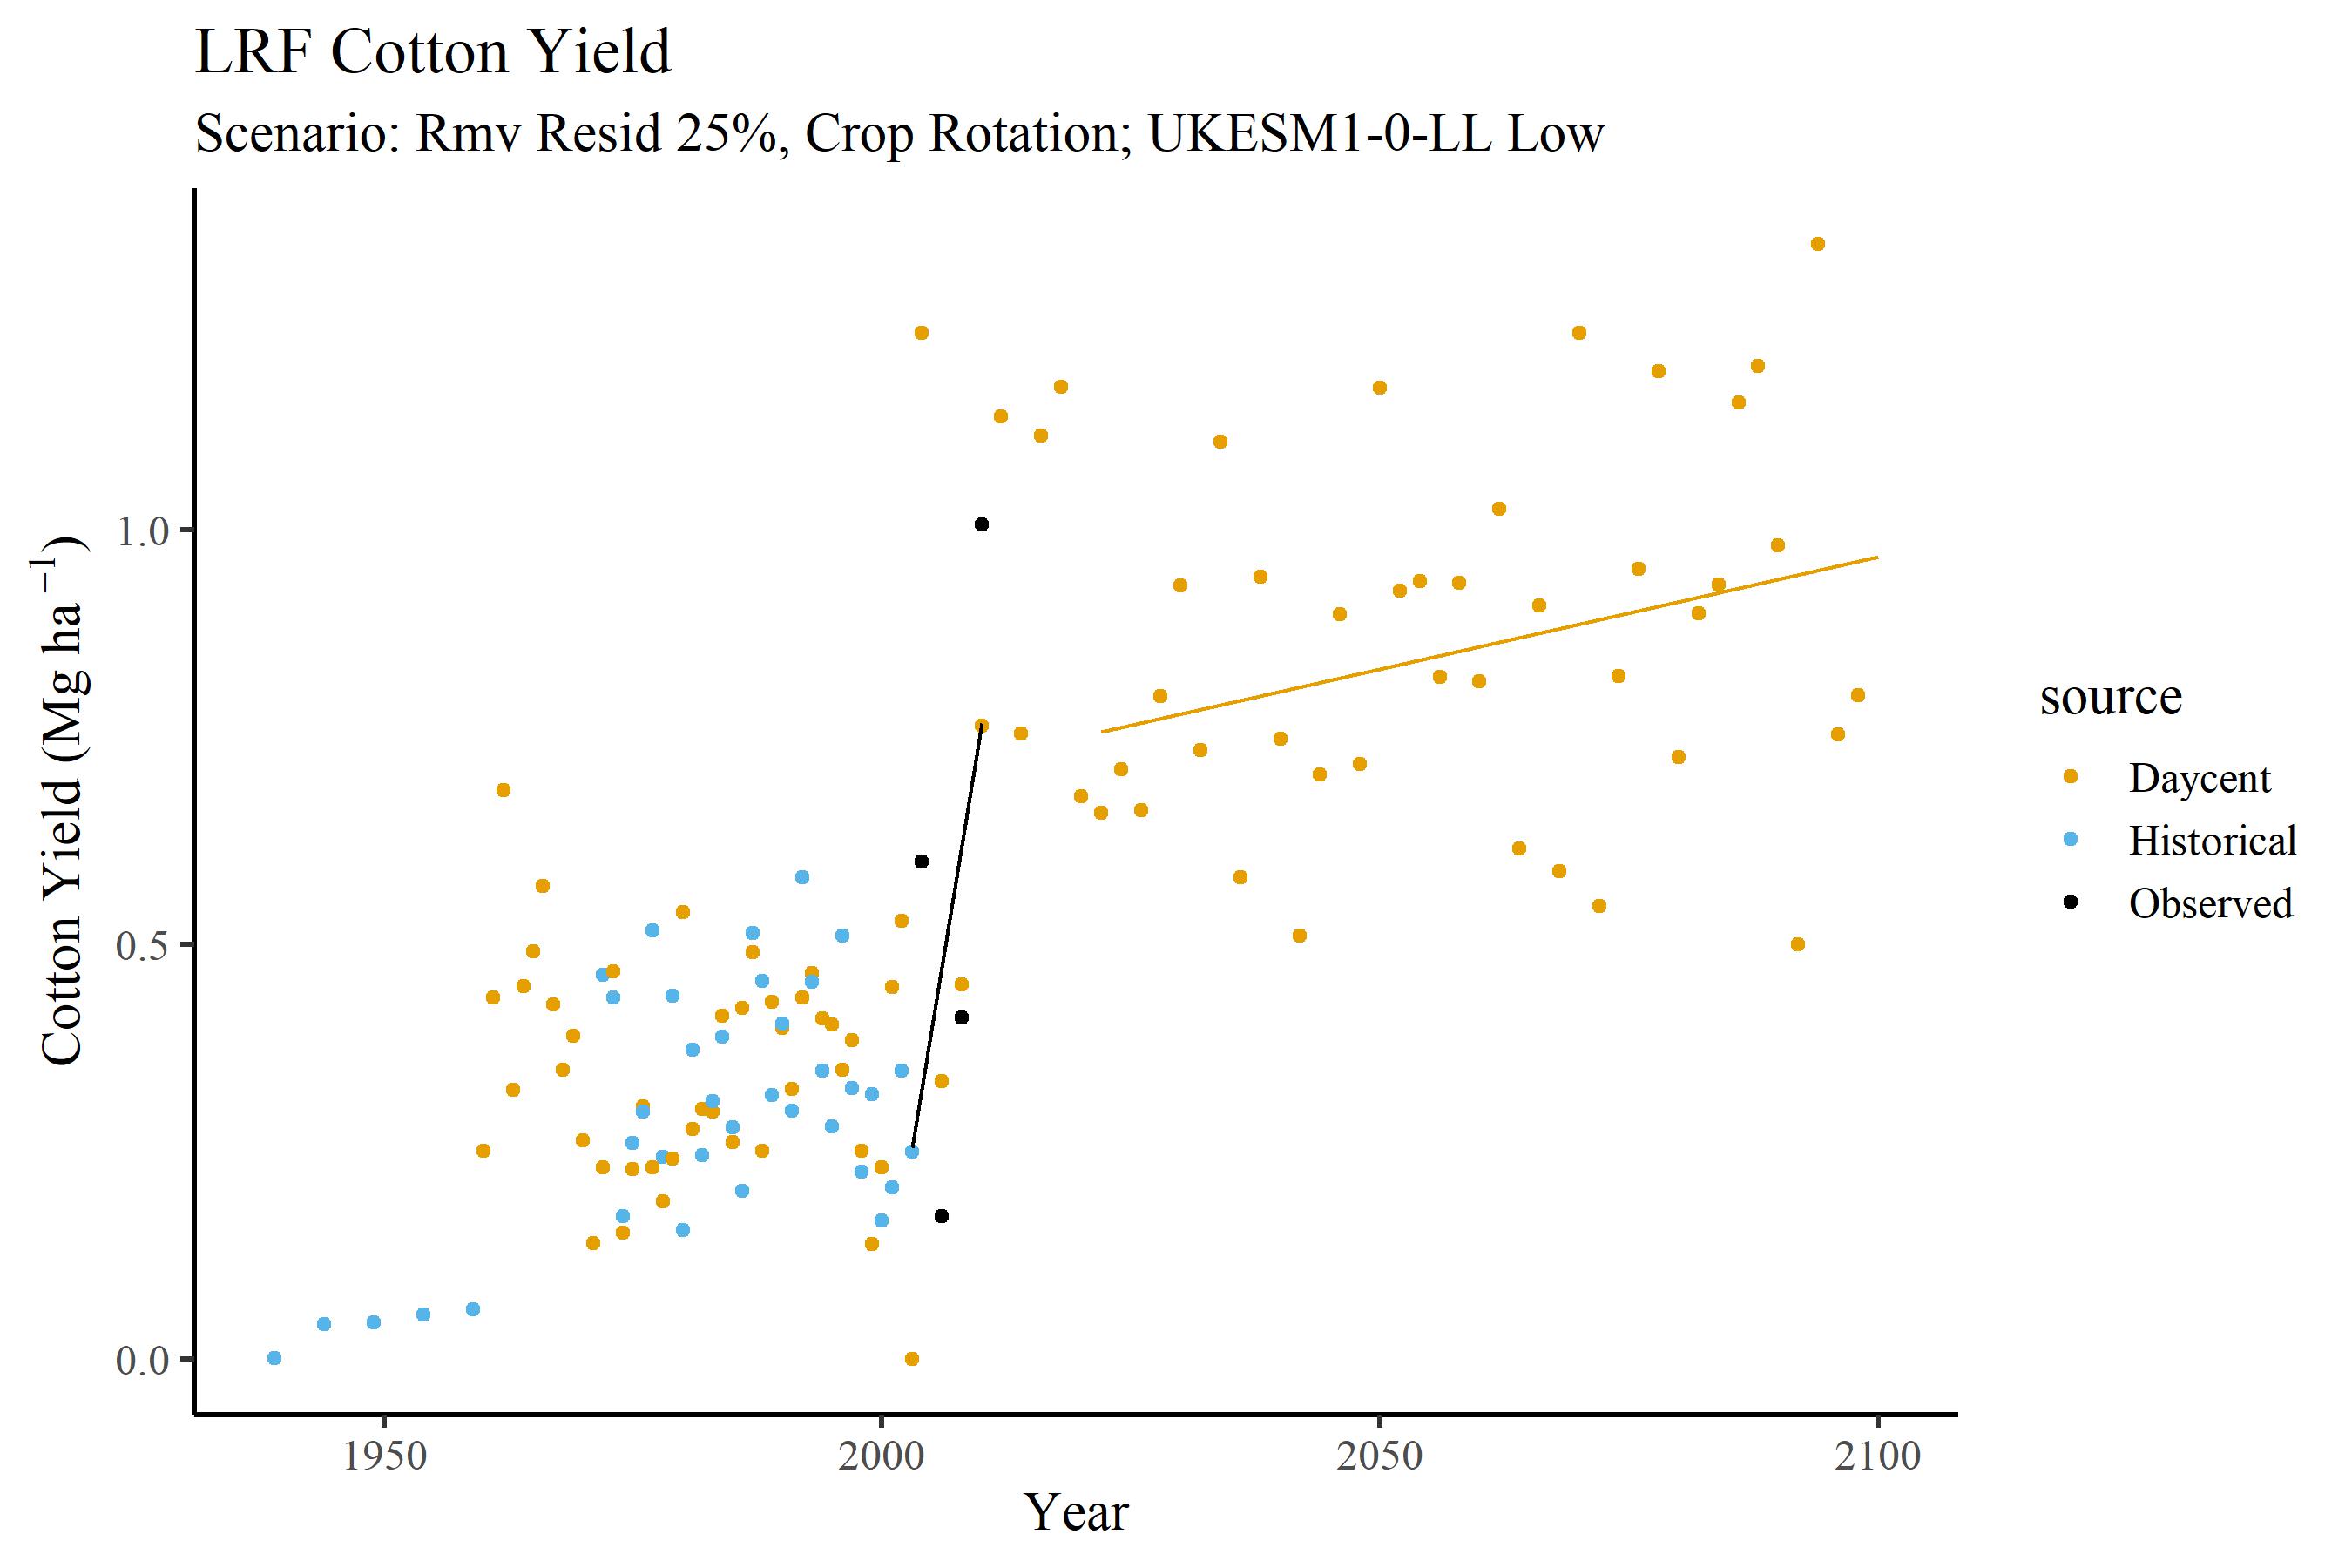 LRF Cotton Yield
Scenario: Rmv Resid 25%, Crop Rotation; UKESM1-0-LL Low
Cotton Yield (Mg ha⁻¹)
1.0
0.5
0.0
1950 2000 2050 2100
Year
source
Daycent
Historical
Observed